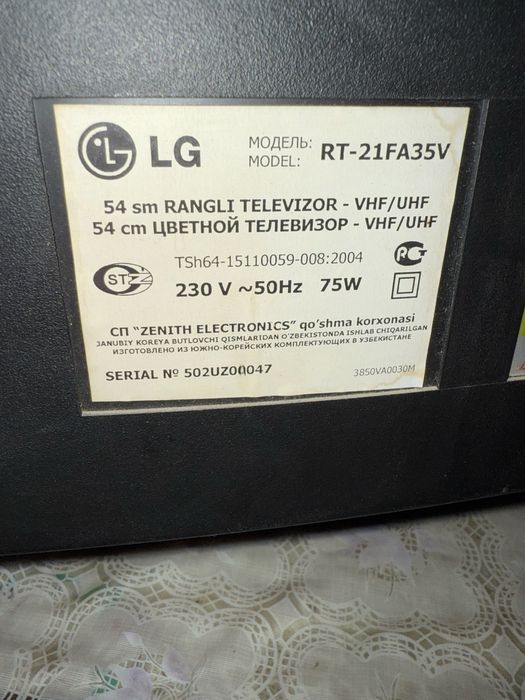 LG
МОДЕЛЬ:
MODEL: RT-21FA35V
54 sm RANGLI TELEVIZOR - VHF/UHF
54 cm ЦВЕТНОЙ ТЕЛЕВИЗОР - VHF/UHF
TSh64-15110059-008:2004
230 V ~50Hz 75W
СП "ZENITH ELECTRONICS" qo'shma korxonasi
JANUBIY KOREYA BUTLOVCHI QISMLARIDAN O'ZBEKISTONDA ISHLAB CHIQARILGAN
ИЗГОТОВЛЕНО ИЗ ЮЖНО-КОРЕЙСКИХ КОМПЛЕКТУЮЩИХ В УЗБЕКИСТАНЕ
SERIAL № 502UZ00047
3850VA0030M